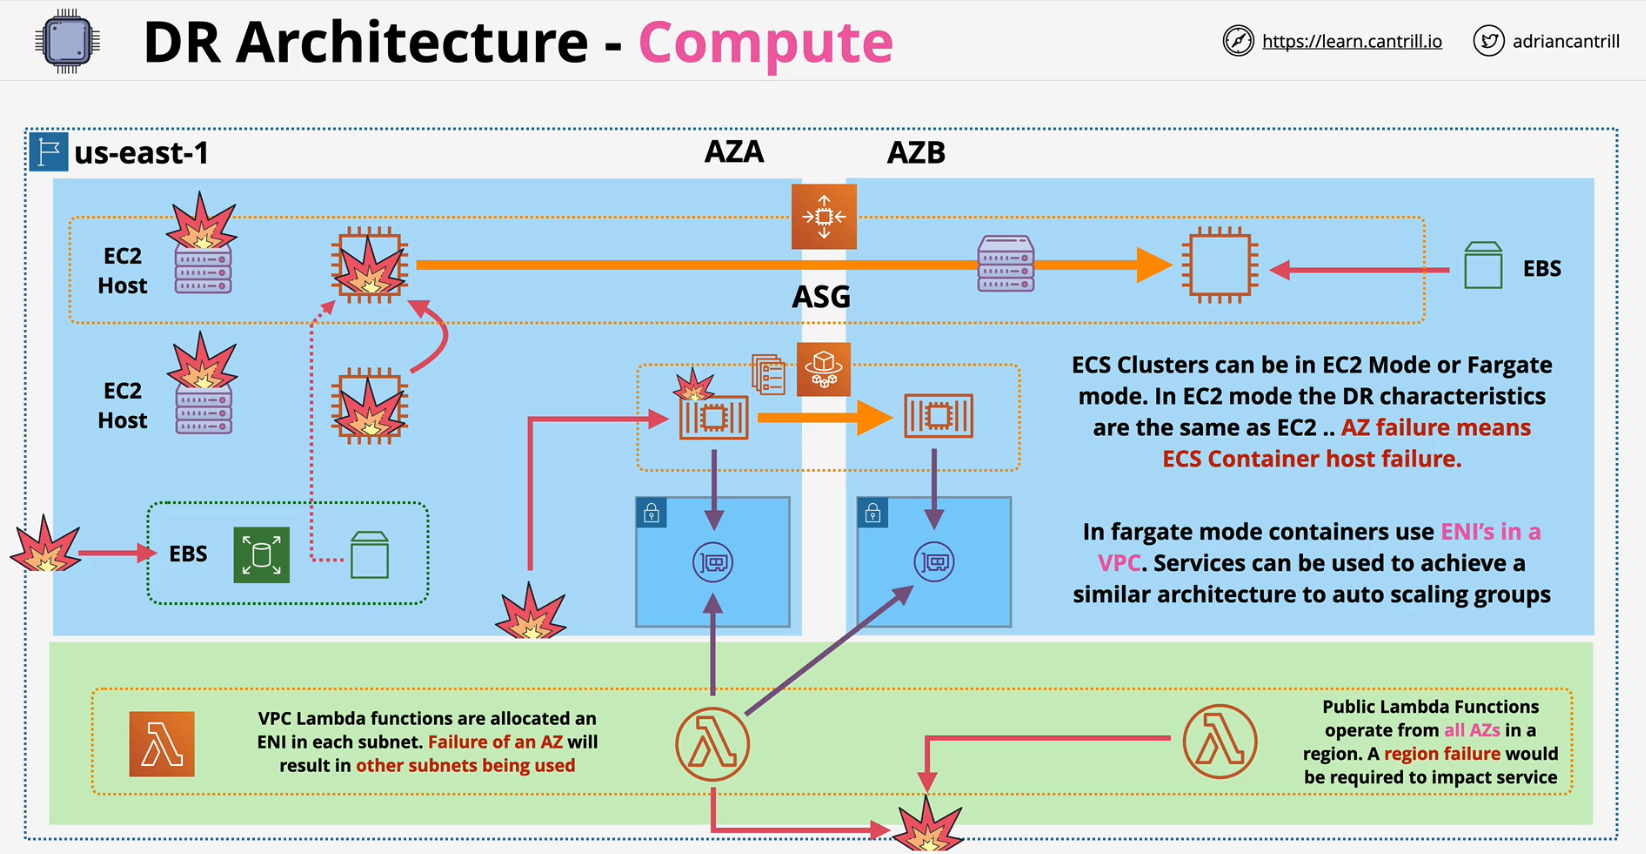 DR Architecture - Compute
https://learn.cantrill.io
adriancantrill
us-east-1
AZA
AZB
EC2
Host
EBS
ASG
EC2
Host
ECS Clusters can be in EC2 Mode or Fargate
mode. In EC2 mode the DR characteristics
are the same as EC2 .. AZ failure means
ECS Container host failure.
EBS
In fargate mode containers use ENI's in a
VPC. Services can be used to achieve a
similar architecture to auto scaling groups
VPC Lambda functions are allocated an
ENI in each subnet. Failure of an AZ will
result in other subnets being used
Public Lambda Functions
operate from all AZs in a
region. A region failure would
be required to impact service